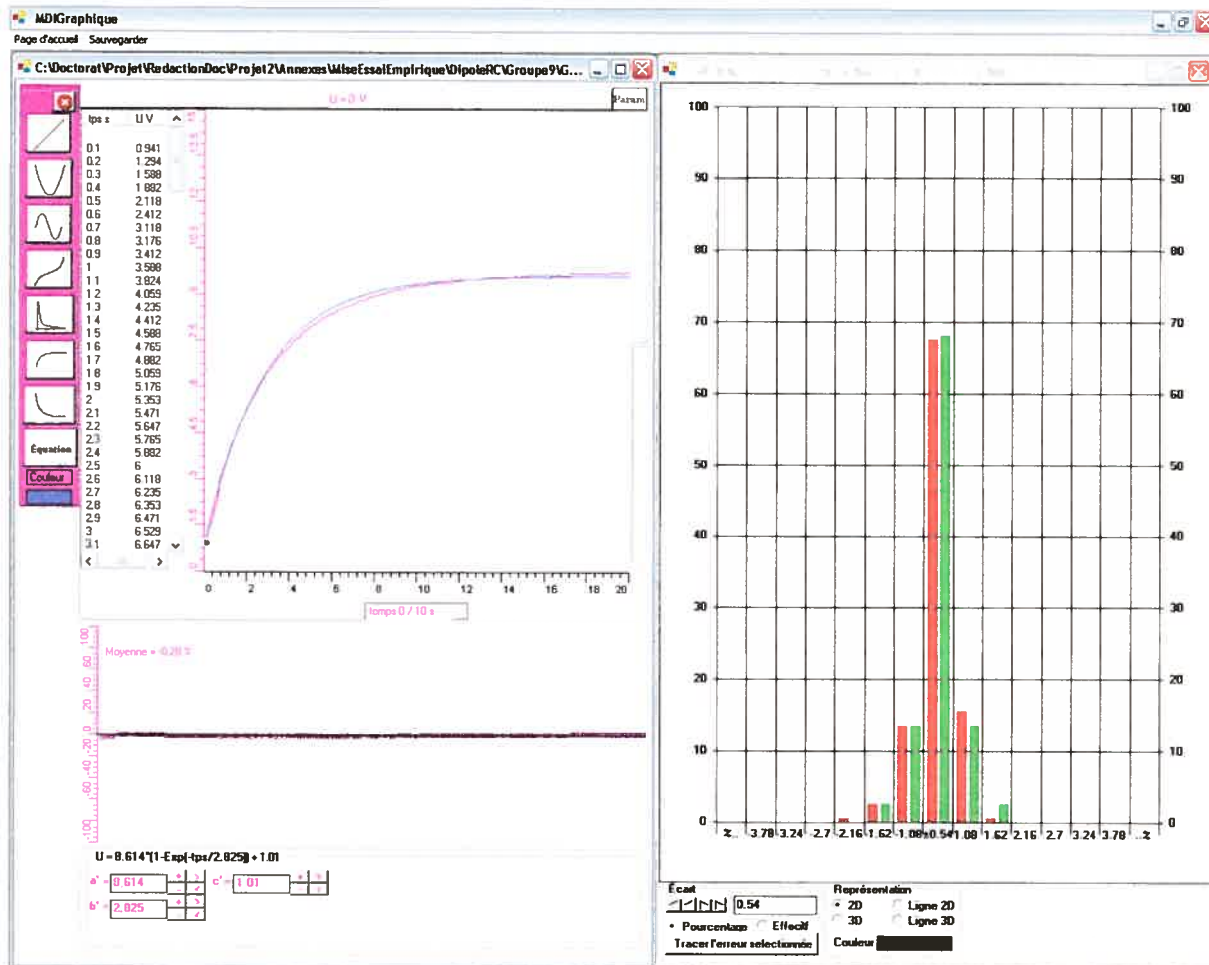 MDIGraphique
Page d'accueil Sauvegarder
C:\Doctorat\Projet\RedactionDoc\Projet2\Annexes\MiseEssaiEmpirique\DipoleRC\Groupe9\G...
Param
tps s U V
0.1 0.941
0.2 1.294
0.3 1.588
0.4 1.882
0.5 2.118
0.6 2.412
0.7 3.118
0.8 3.176
0.9 3.412
1 3.588
1.1 3.824
1.2 4.059
1.3 4.235
1.4 4.412
1.5 4.588
1.6 4.765
1.7 4.882
1.8 5.059
1.9 5.176
2 5.353
2.1 5.471
2.2 5.647
2.3 5.765
2.4 5.882
2.5 6
2.6 6.118
2.7 6.235
2.8 6.353
2.9 6.471
3 6.529
3.1 6.647
Équation
Couleur
0 2 4 6 8 10 12 14 16 18 20
temps 0 / 10 s
Moyenne =
U = 8.614*(1-Exp(-tps/2.825)) + 1.01
a' = 8.614 c' = 1.01
b' = 2.825
100 100
90 90
80 80
70 70
60 60
50 50
40 40
30 30
20 20
10 10
0 0
z.. -3.78 -3.24 -2.7 -2.16 -1.62 -1.08 ±0.54 1.08 1.62 2.16 2.7 3.24 3.78 ..z
Écart
0.54
Pourcentage Effectif
Tracer l'erreur selectionnée
Représentation
2D Ligne 2D
3D Ligne 3D
Couleur